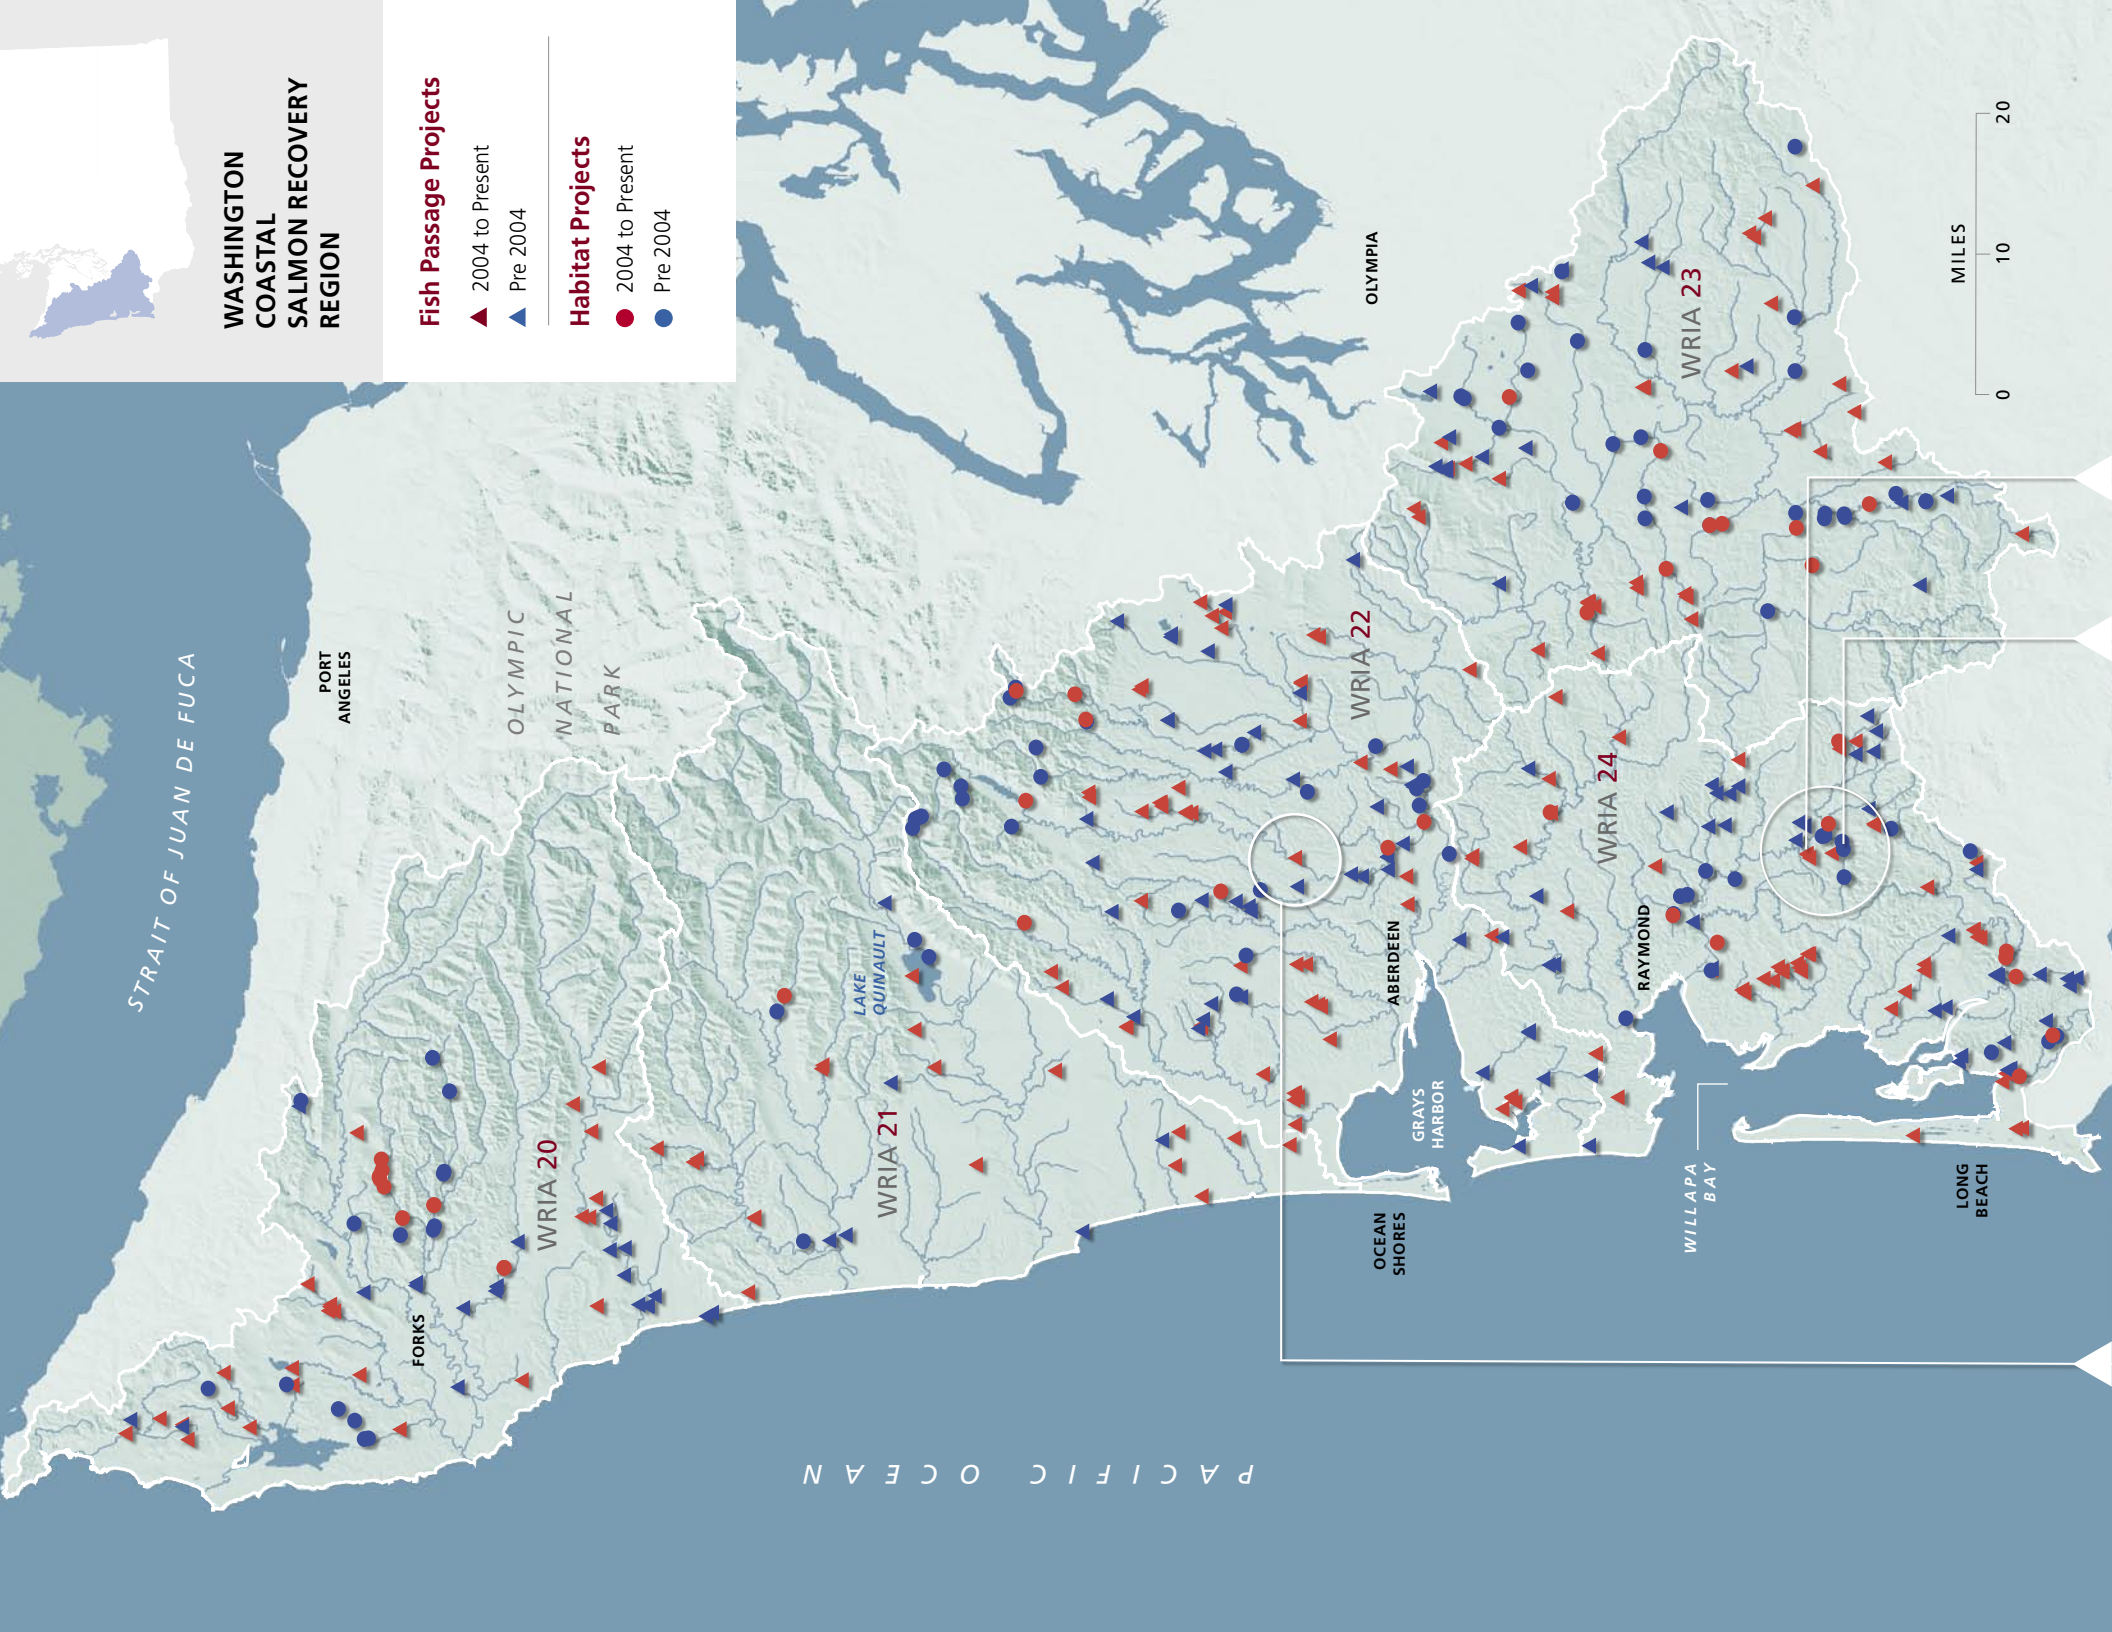 WASHINGTON
COASTAL
SALMON RECOVERY
REGION
Fish Passage Projects
2004 to Present
Pre 2004
Habitat Projects
2004 to Present
Pre 2004
STRAIT OF JUAN DE FUCA
PORT
ANGELES
OLYMPIC
NATIONAL
PARK
FORKS
WRIA 20
LAKE
QUINAULT
WRIA 21
PACIFIC OCEAN
OLYMPIA
WRIA 22
ABERDEEN
GRAYS
HARBOR
OCEAN
SHORES
WRIA 23
WRIA 24
RAYMOND
WILLAPA
BAY
LONG
BEACH
MILES
0 10 20